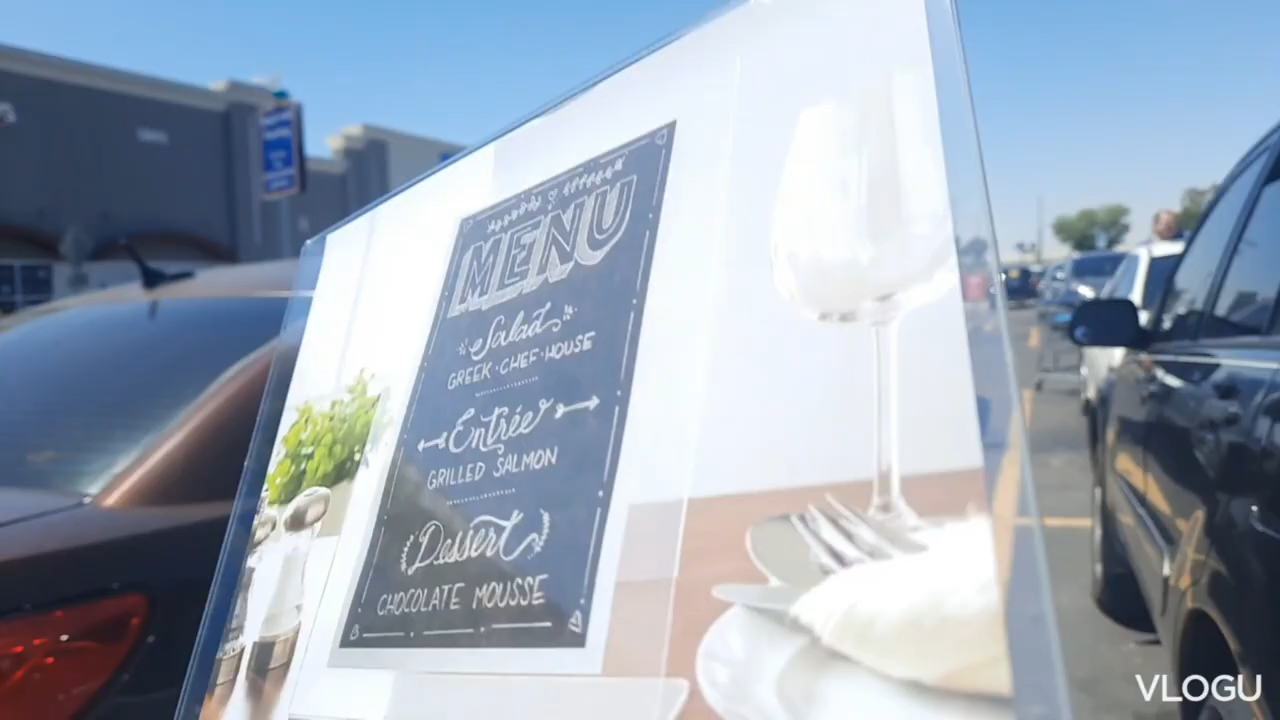 MENU
Salad
GREEK·CHEF·HOUSE
Entrée
GRILLED SALMON
Dessert
CHOCOLATE MOUSSE
VLOGU